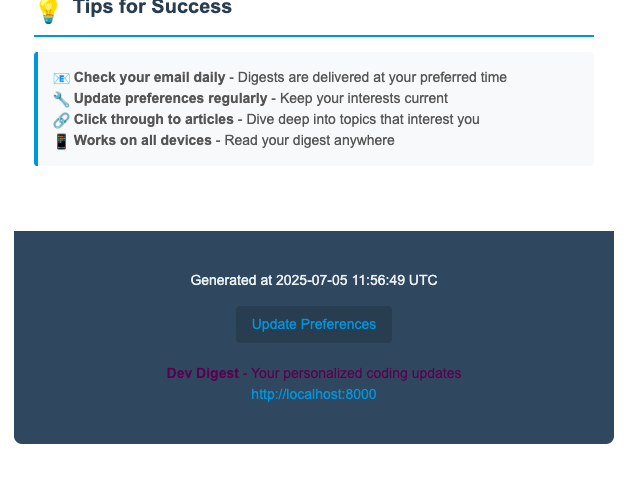 💡 Tips for Success
📧 Check your email daily - Digests are delivered at your preferred time
🔧 Update preferences regularly - Keep your interests current
🔗 Click through to articles - Dive deep into topics that interest you
📱 Works on all devices - Read your digest anywhere
Generated at 2025-07-05 11:56:49 UTC
Update Preferences
Dev Digest - Your personalized coding updates
http://localhost:8000